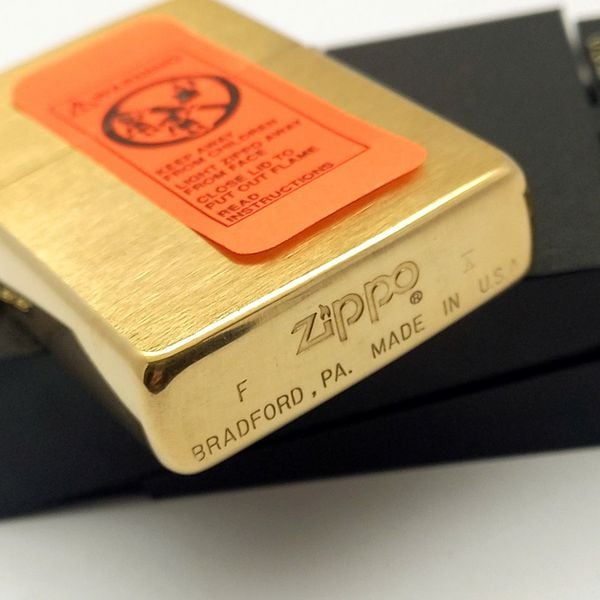 KEEP AWAY
FROM CHILDREN
LIGHT ZIPPO AWAY
FROM FACE
CLOSE LID TO
PUT OUT FLAME
READ
INSTRUCTIONS
Zippo ®
F X
BRADFORD, PA. MADE IN U.S.A